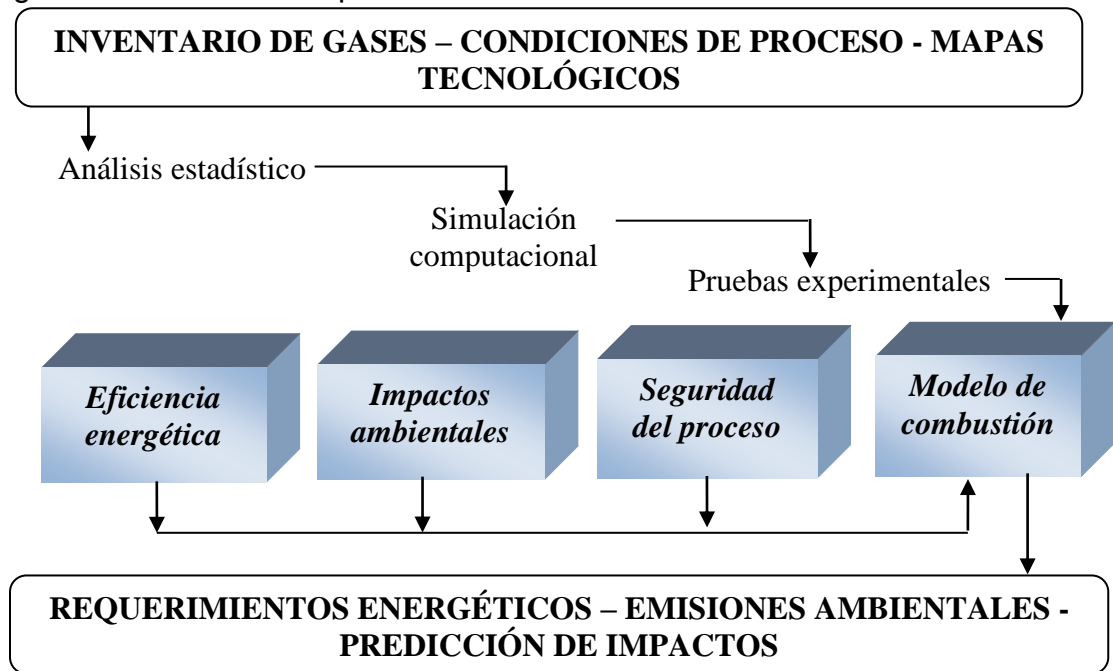 INVENTARIO DE GASES – CONDICIONES DE PROCESO - MAPAS
TECNOLÓGICOS
Análisis estadístico
Simulación
computacional
Pruebas experimentales
Eficiencia
energética
Impactos
ambientales
Seguridad
del proceso
Modelo de
combustión
REQUERIMIENTOS ENERGÉTICOS – EMISIONES AMBIENTALES -
PREDICCIÓN DE IMPACTOS